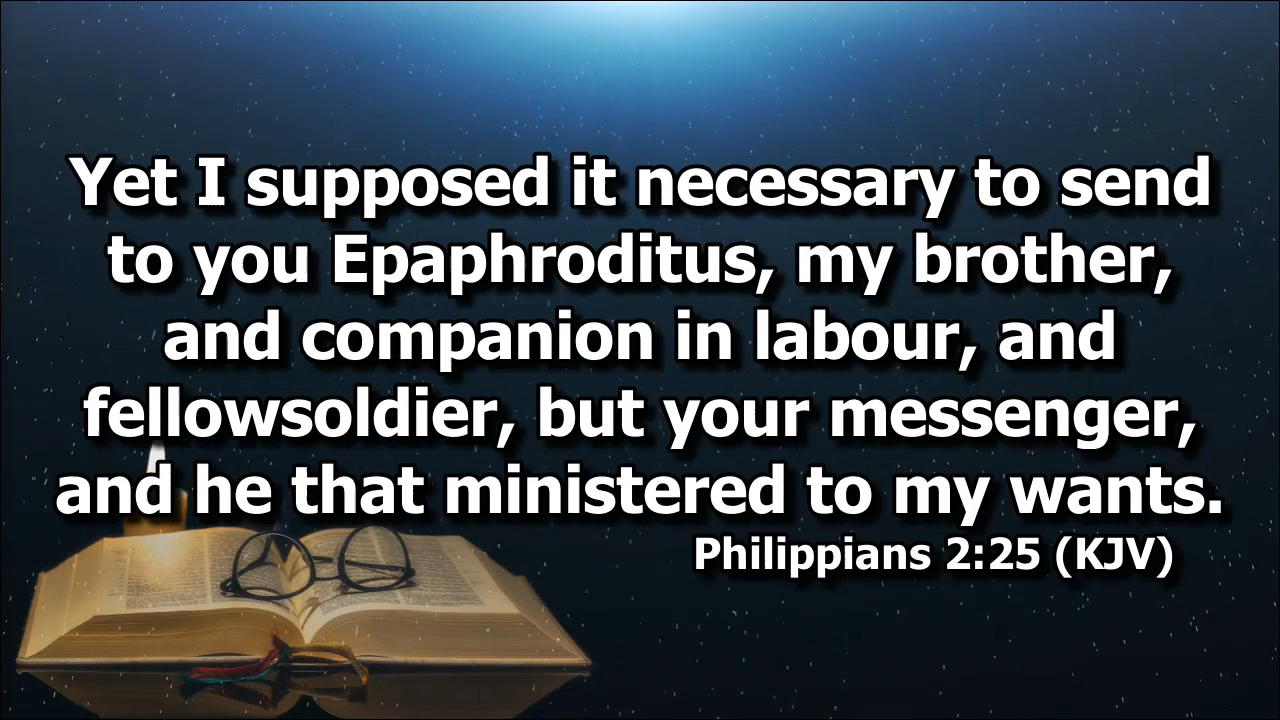 Yet I supposed it necessary to send
to you Epaphroditus, my brother,
and companion in labour, and
fellowsoldier, but your messenger,
and he that ministered to my wants.
Philippians 2:25 (KJV)